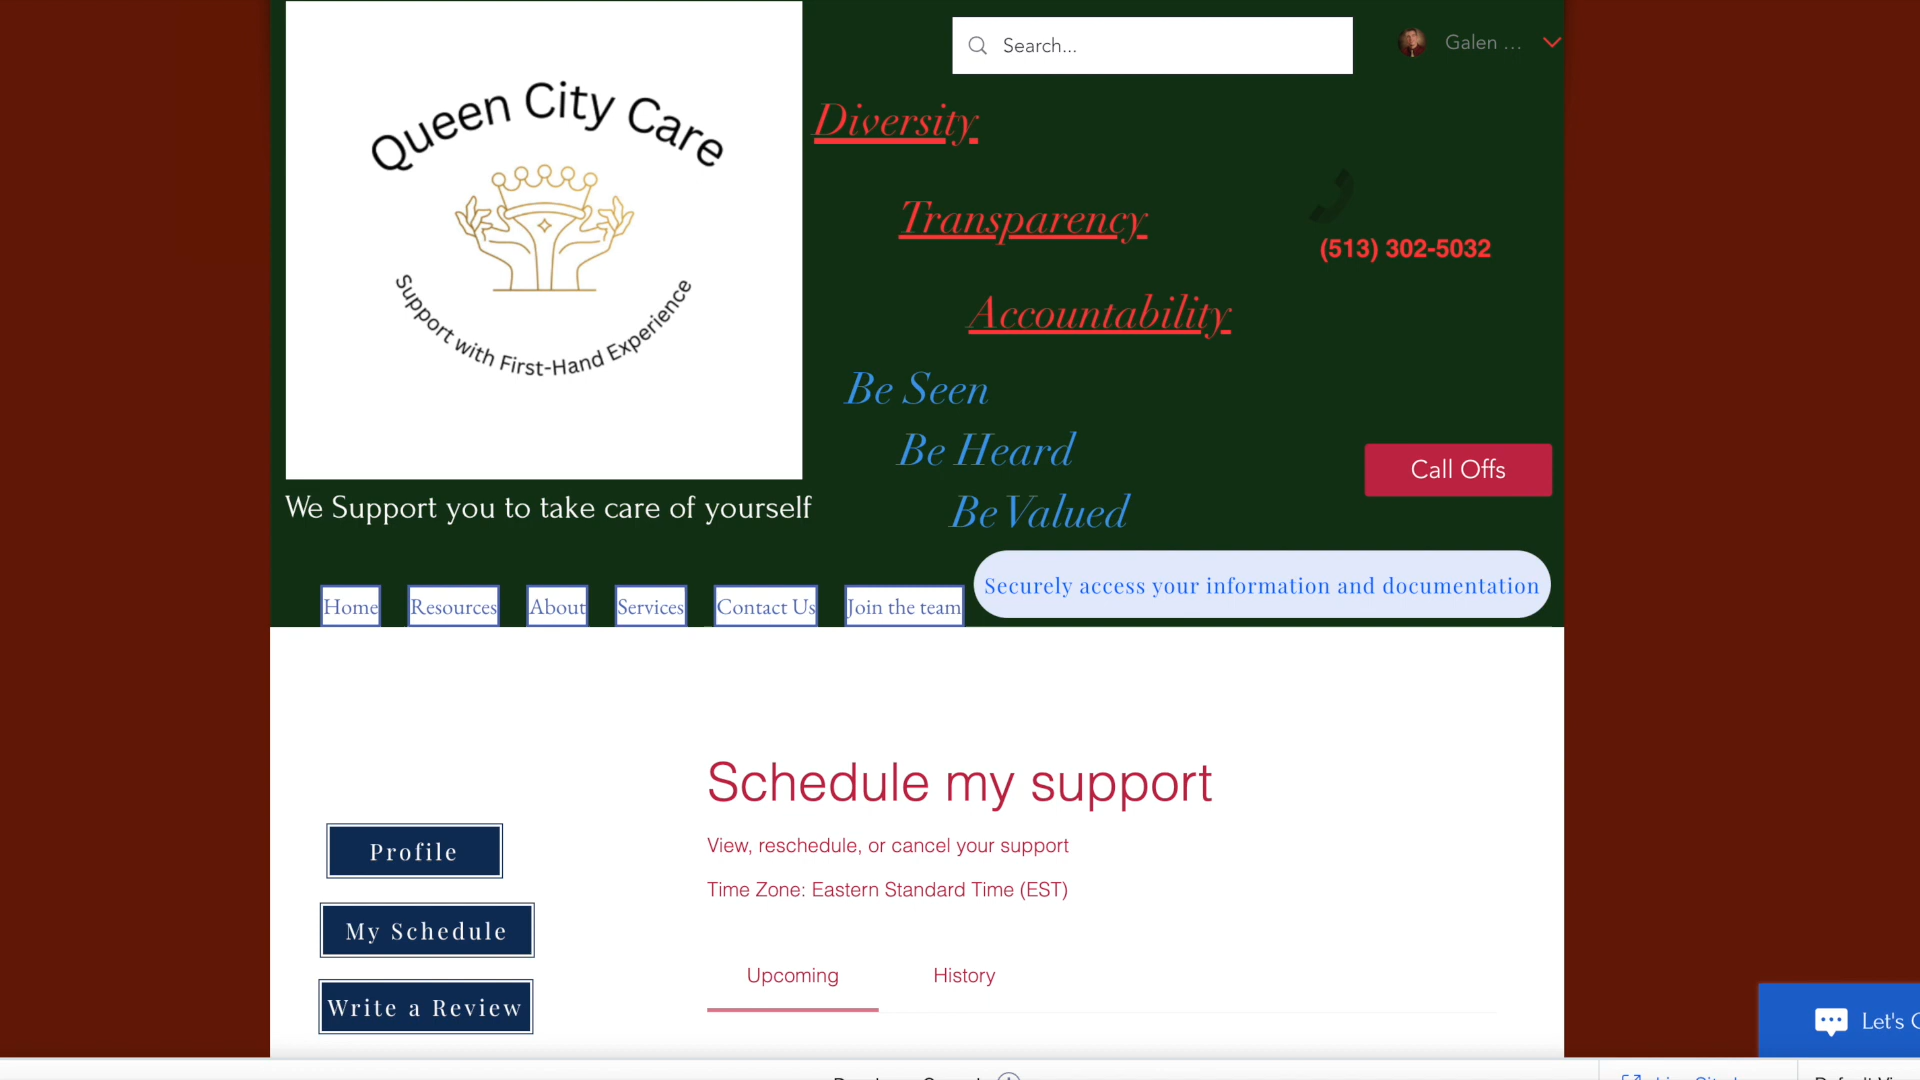 Queen City Care
Support with First-Hand Experience
Search...
Galen ...
Diversity
Transparency
(513) 302-5032
Accountability
Be Seen
Be Heard
Call Offs
Be Valued
We Support you to take care of yourself
Securely access your information and documentation
Home Resources About Services Contact Us Join the team
Schedule my support
View, reschedule, or cancel your support
Time Zone: Eastern Standard Time (EST)
Profile
My Schedule
Write a Review
Upcoming History
Let's